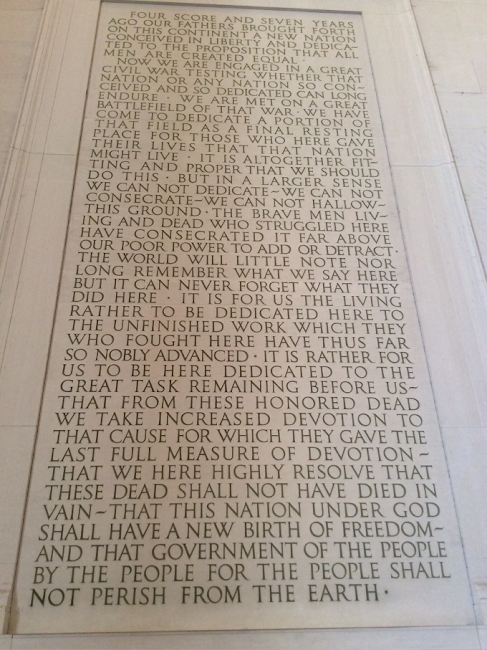 FOUR SCORE AND SEVEN YEARS
AGO OUR FATHERS BROUGHT FORTH
ON THIS CONTINENT A NEW NATION
CONCEIVED IN LIBERTY AND DEDICA-
TED TO THE PROPOSITION THAT ALL
MEN ARE CREATED EQUAL ·
NOW WE ARE ENGAGED IN A GREAT
CIVIL WAR TESTING WHETHER THAT
NATION OR ANY NATION SO CON-
CEIVED AND SO DEDICATED CAN LONG
ENDURE · WE ARE MET ON A GREAT
BATTLEFIELD OF THAT WAR · WE HAVE
COME TO DEDICATE A PORTION OF
THAT FIELD AS A FINAL RESTING
PLACE FOR THOSE WHO HERE GAVE
THEIR LIVES THAT THAT NATION
MIGHT LIVE · IT IS ALTOGETHER FIT-
TING AND PROPER THAT WE SHOULD
DO THIS · BUT IN A LARGER SENSE
WE CAN NOT DEDICATE~WE CAN NOT
CONSECRATE~WE CAN NOT HALLOW~
THIS GROUND · THE BRAVE MEN LIV-
ING AND DEAD WHO STRUGGLED HERE
HAVE CONSECRATED IT FAR ABOVE
OUR POOR POWER TO ADD OR DETRACT ·
THE WORLD WILL LITTLE NOTE NOR
LONG REMEMBER WHAT WE SAY HERE
BUT IT CAN NEVER FORGET WHAT THEY
DID HERE · IT IS FOR US THE LIVING
RATHER TO BE DEDICATED HERE TO
THE UNFINISHED WORK WHICH THEY
WHO FOUGHT HERE HAVE THUS FAR
SO NOBLY ADVANCED · IT IS RATHER FOR
US TO BE HERE DEDICATED TO THE
GREAT TASK REMAINING BEFORE US~
THAT FROM THESE HONORED DEAD
WE TAKE INCREASED DEVOTION TO
THAT CAUSE FOR WHICH THEY GAVE THE
LAST FULL MEASURE OF DEVOTION~
THAT WE HERE HIGHLY RESOLVE THAT
THESE DEAD SHALL NOT HAVE DIED IN
VAIN~THAT THIS NATION UNDER GOD
SHALL HAVE A NEW BIRTH OF FREEDOM~
AND THAT GOVERNMENT OF THE PEOPLE
BY THE PEOPLE FOR THE PEOPLE SHALL
NOT PERISH FROM THE EARTH ·